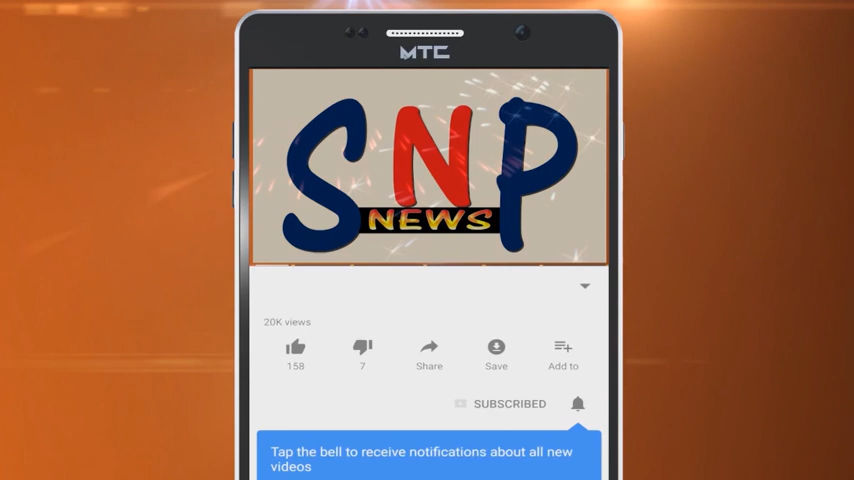 MTC
SNP
NEWS
20K views
158
7
Share
Save
Add to
SUBSCRIBED
Tap the bell to receive notifications about all new
videos